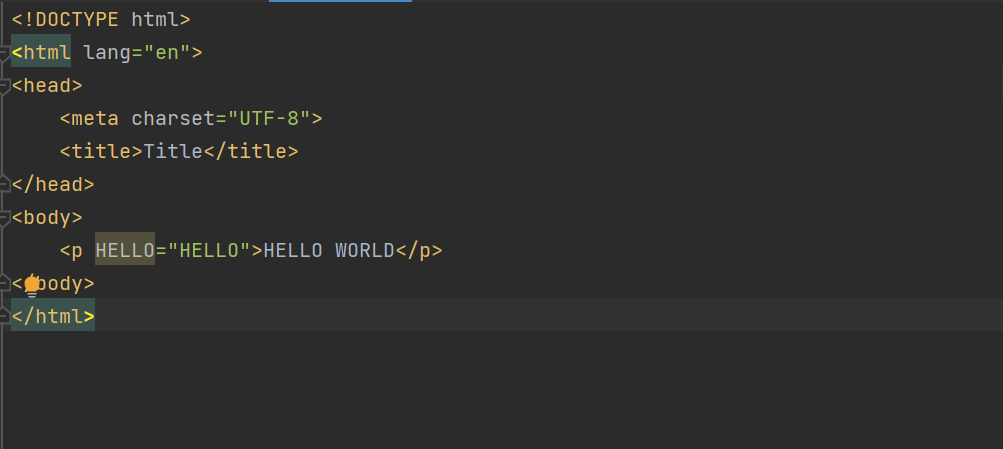 <!DOCTYPE html>
<html lang="en">
<head>
    <meta charset="UTF-8">
    <title>Title</title>
</head>
<body>
    <p HELLO="HELLO">HELLO WORLD</p>
<body>
</html>